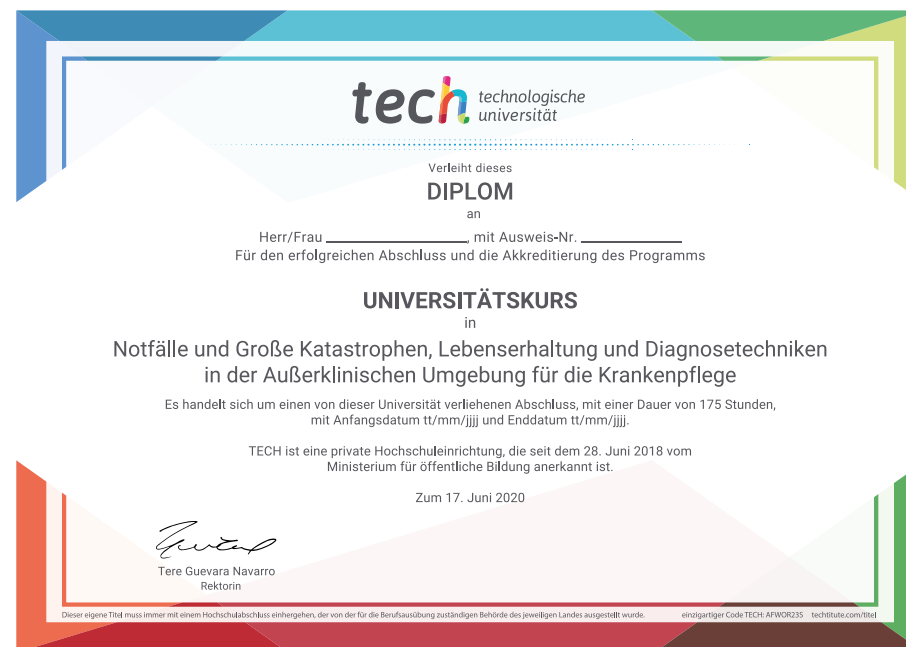 tech technologische
universität
Verleiht dieses
DIPLOM
an
Herr/Frau ____________________, mit Ausweis-Nr. ______________
Für den erfolgreichen Abschluss und die Akkreditierung des Programms
UNIVERSITÄTSKURS
in
Notfälle und Große Katastrophen, Lebenserhaltung und Diagnosetechniken
in der Außerklinischen Umgebung für die Krankenpflege
Es handelt sich um einen von dieser Universität verliehenen Abschluss, mit einer Dauer von 175 Stunden,
mit Anfangsdatum tt/mm/jjjj und Enddatum tt/mm/jjjj.
TECH ist eine private Hochschuleinrichtung, die seit dem 28. Juni 2018 vom
Ministerium für öffentliche Bildung anerkannt ist.
Zum 17. Juni 2020
Tere Guevara Navarro
Rektorin
Dieser eigene Titel muss immer mit einem Hochschulabschluss einhergehen, der von der für die Berufsausübung zuständigen Behörde des jeweiligen Landes ausgestellt wurde. einzigartiger Code TECH: AFWOR235 techtitute.com/titel